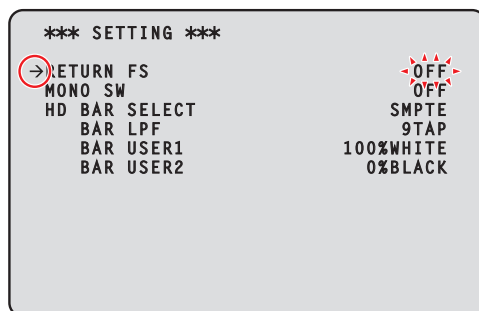 *** SETTING ***
→RETURN FS OFF
MONO SW OFF
HD BAR SELECT SMPTE
BAR LPF 9TAP
BAR USER1 100%WHITE
BAR USER2 0%BLACK